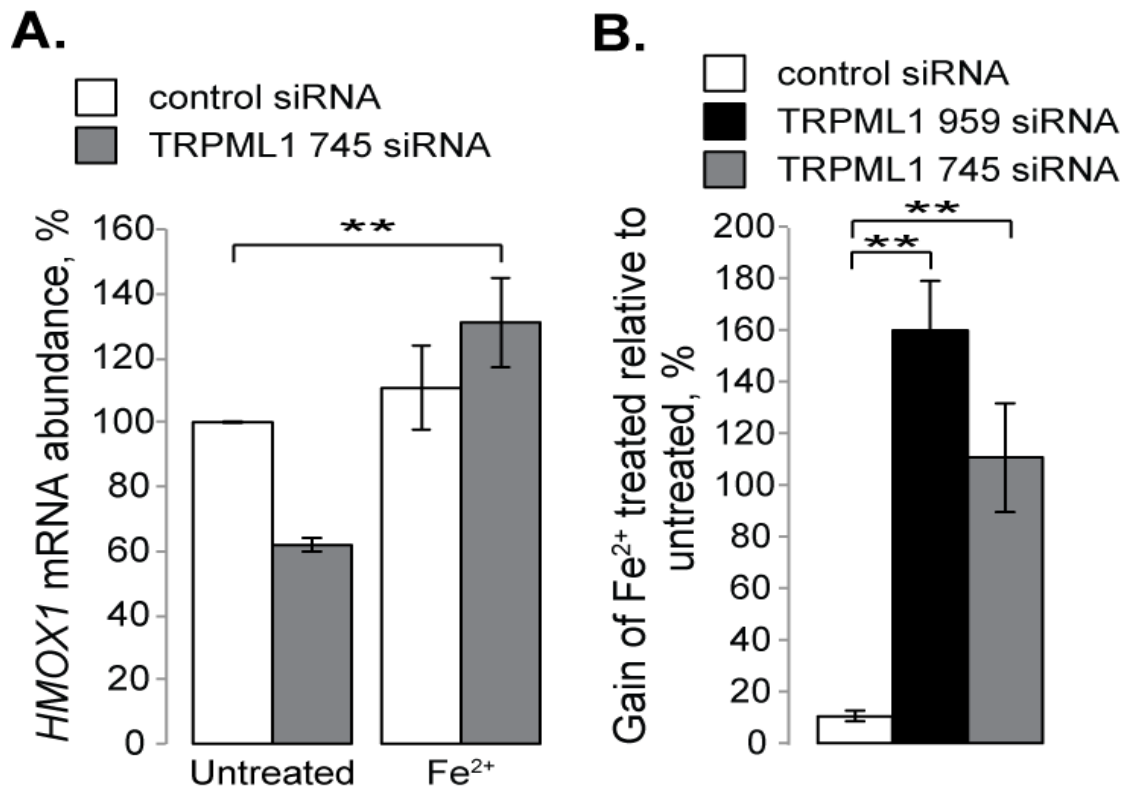 A.
control siRNA
TRPML1 745 siRNA
HMOX1 mRNA abundance, %
160
140
120
100
80
60
40
20
0
**
Untreated
Fe²⁺
B.
control siRNA
TRPML1 959 siRNA
TRPML1 745 siRNA
Gain of Fe²⁺ treated relative to
untreated, %
200
180
160
140
120
100
80
60
40
20
0
**
**